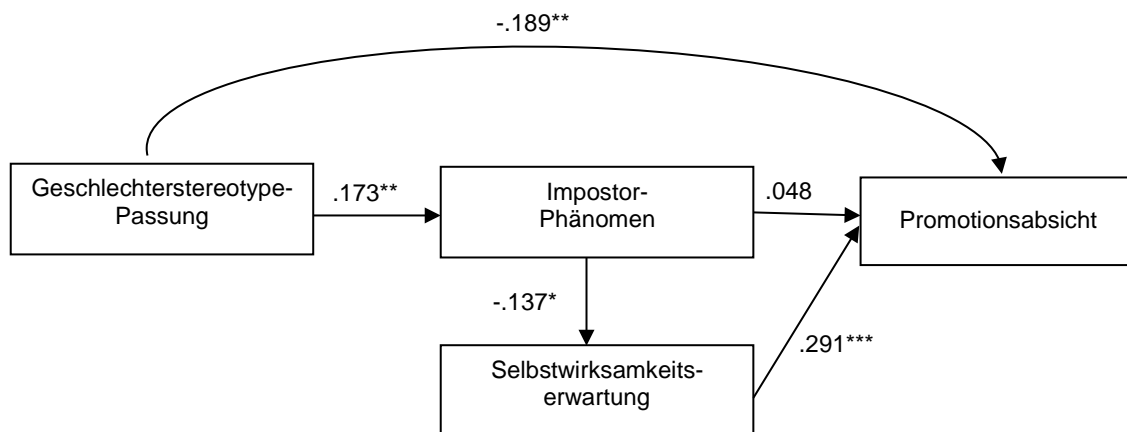 -.189**
Geschlechterstereotype-
Passung
.173**
Impostor-
Phänomen
.048
Promotionsabsicht
-.137*
Selbstwirksamkeits-
erwartung
.291***